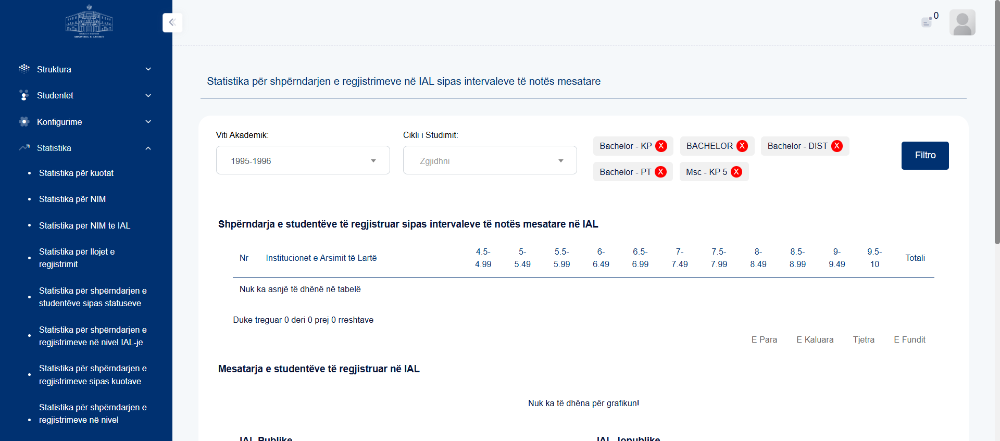 MINISTRIA E ARSIMIT
0
Struktura
Studentët
Konfigurime
Statistika
Statistika për kuotat
Statistika për NIM
Statistika për NIM të IAL
Statistika për llojet e
regjistrimit
Statistika për shpërndarjen e
studentëve sipas statuseve
Statistika për shpërndarjen e
regjistrimeve në nivel IAL-je
Statistika për shpërndarjen e
regjistrimeve sipas kuotave
Statistika për shpërndarjen e
regjistrimeve në nivel
Statistika për shpërndarjen e regjistrimeve në IAL sipas intervaleve të notës mesatare
Viti Akademik:
1995-1996
Cikli i Studimit:
Zgjidhni
Bachelor - KP X BACHELOR X Bachelor - DIST X
Bachelor - PT X Msc - KP 5 X
Filtro
Shpërndarja e studentëve të regjistruar sipas intervaleve të notës mesatare në IAL
Nr Institucionet e Arsimit të Lartë 4.5-4.99 5-5.49 5.5-5.99 6-6.49 6.5-6.99 7-7.49 7.5-7.99 8-8.49 8.5-8.99 9-9.49 9.5-10 Totali
Nuk ka asnjë të dhënë në tabelë
Duke treguar 0 deri 0 prej 0 rreshtave
E Para E Kaluara Tjetra E Fundit
Mesatarja e studentëve të regjistruar në IAL
Nuk ka të dhëna për grafikun!
IAL Publike IAL Jopublike